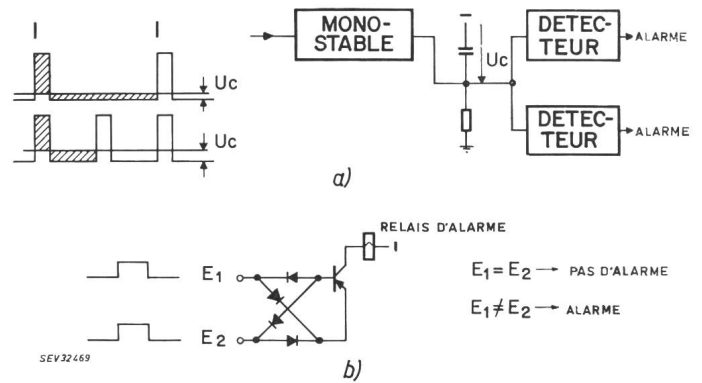 MONO-
STABLE
DETEC-
TEUR
ALARME
Uc
Uc
Uc
DETEC-
TEUR
ALARME
a)
RELAIS D'ALARME
E1
E2
E1 = E2 → PAS D'ALARME
E1 ≠ E2 → ALARME
SEV32469
b)